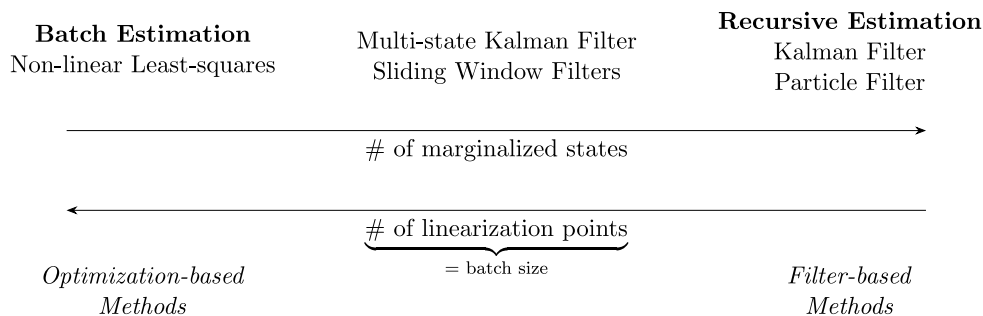 Batch Estimation
Non-linear Least-squares
Multi-state Kalman Filter
Sliding Window Filters
Recursive Estimation
Kalman Filter
Particle Filter
# of marginalized states
# of linearization points
= batch size
Optimization-based
Methods
Filter-based
Methods